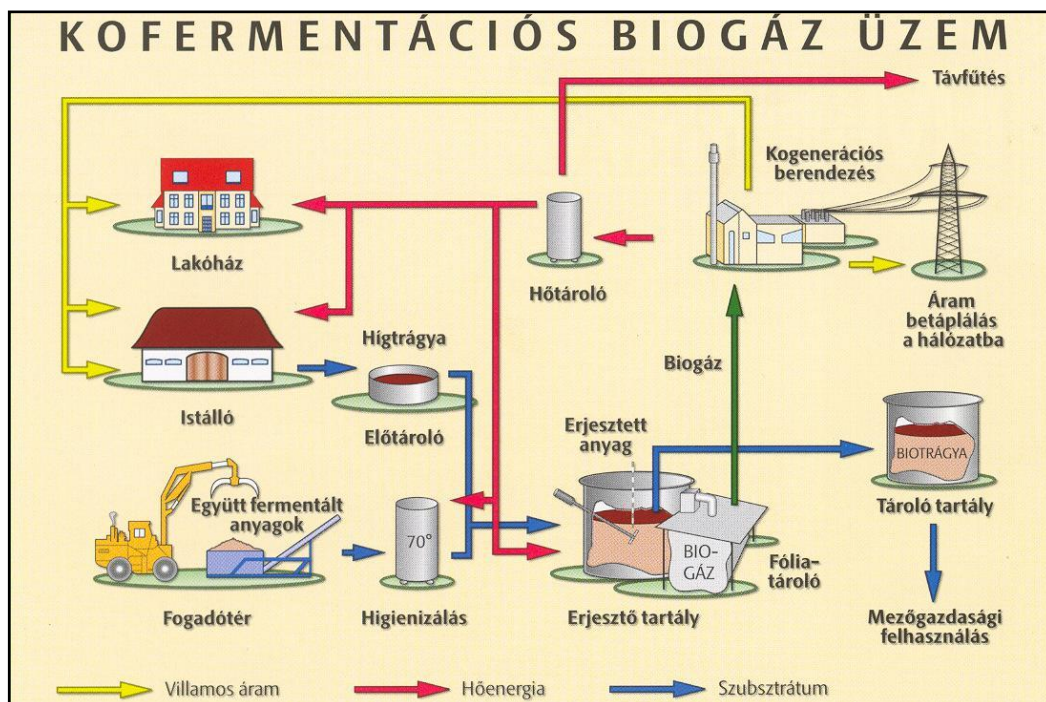 KOFERMENTÁCIÓS BIOGÁZ ÜZEM
Távfűtés
Kogenerációs
berendezés
Lakóház
Hőtároló
Áram
betáplálás
a hálózatba
Hígtrágya
Biogáz
Istálló
Előtároló
Erjesztett
anyag
BIOTRÁGYA
Tároló tartály
Együtt fermentált
anyagok
70°
BIO-
GÁZ
Fólia-
tároló
Fogadótér
Higienizálás
Erjesztő tartály
Mezőgazdasági
felhasználás
Villamos áram
Hőenergia
Szubsztrátum